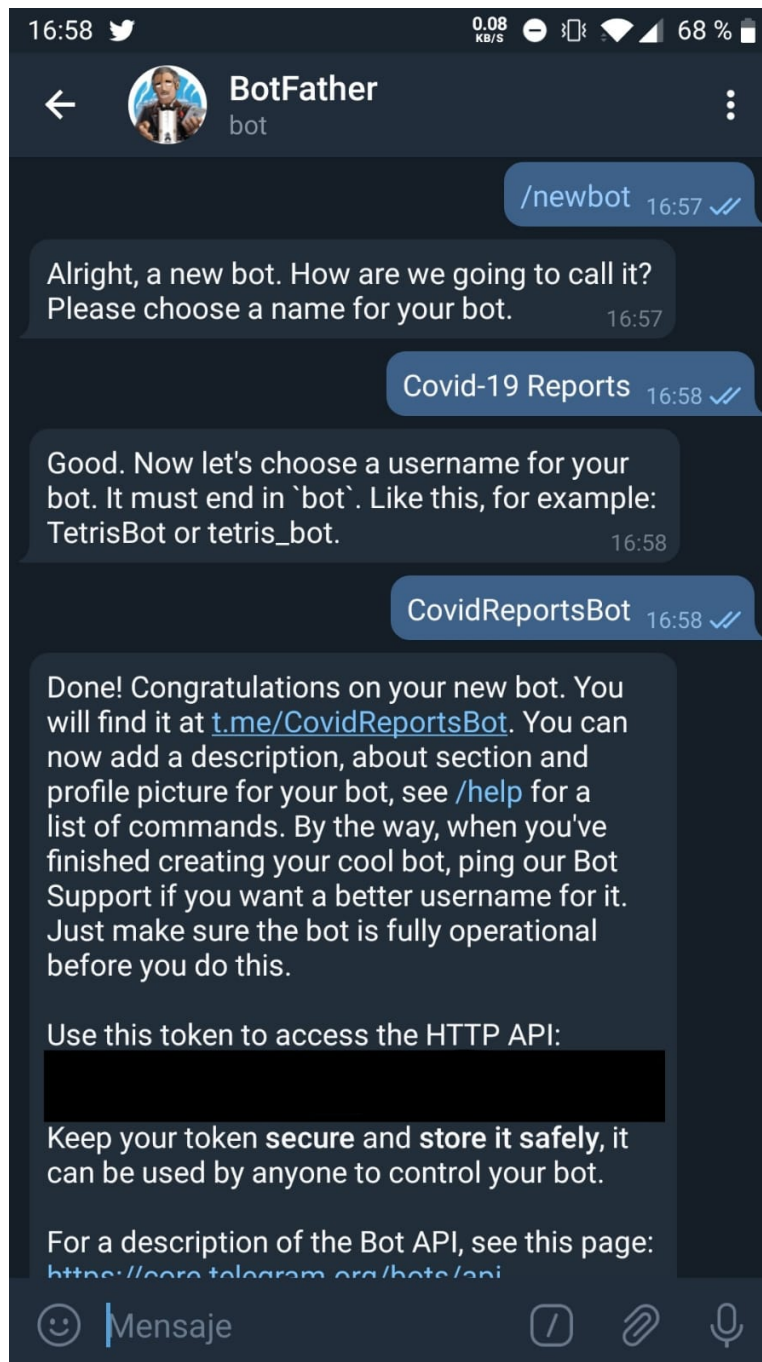 16:58
0.08
KB/S
68 %
BotFather
bot
/newbot 16:57
Alright, a new bot. How are we going to call it?
Please choose a name for your bot. 16:57
Covid-19 Reports 16:58
Good. Now let's choose a username for your
bot. It must end in `bot`. Like this, for example:
TetrisBot or tetris_bot. 16:58
CovidReportsBot 16:58
Done! Congratulations on your new bot. You
will find it at t.me/CovidReportsBot. You can
now add a description, about section and
profile picture for your bot, see /help for a
list of commands. By the way, when you've
finished creating your cool bot, ping our Bot
Support if you want a better username for it.
Just make sure the bot is fully operational
before you do this.
Use this token to access the HTTP API:
Keep your token secure and store it safely, it
can be used by anyone to control your bot.
For a description of the Bot API, see this page:
https://core.telegram.org/bots/api
Mensaje